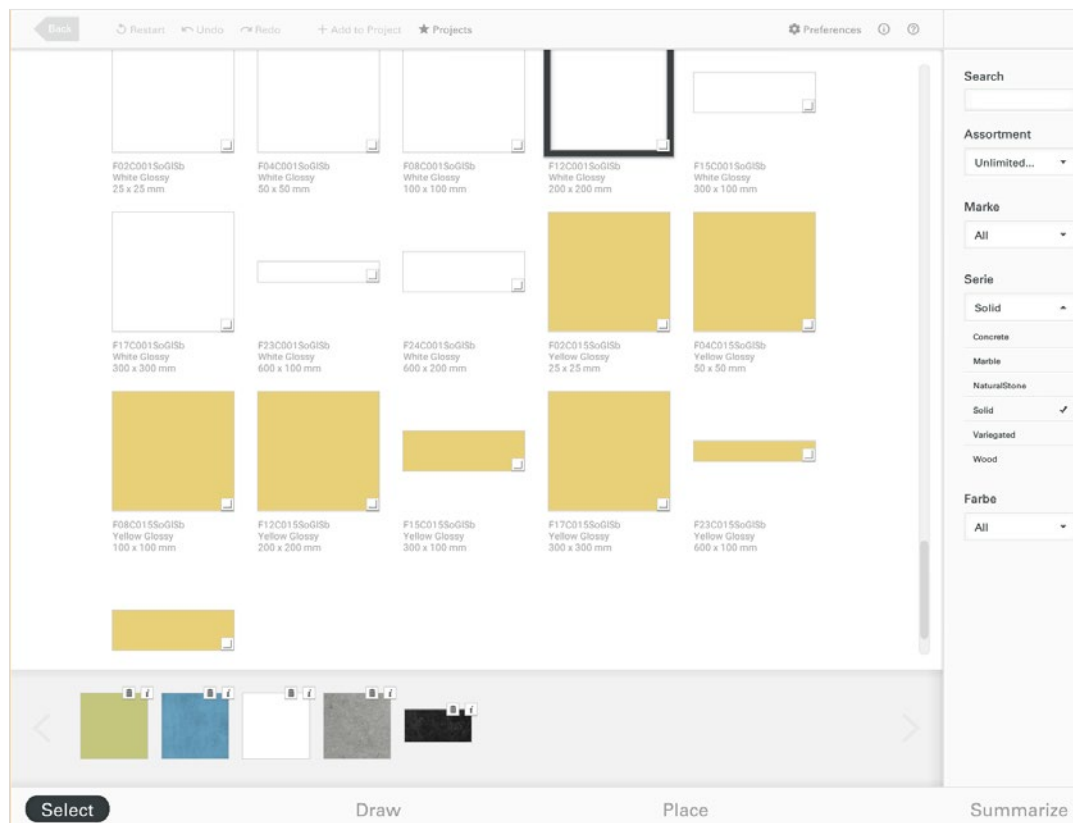 Back
Restart
Undo
Redo
+ Add to Project
Projects
Preferences
F02C001SoGlSb
White Glossy
25 x 25 mm
F04C001SoGlSb
White Glossy
50 x 50 mm
F08C001SoGlSb
White Glossy
100 x 100 mm
F12C001SoGlSb
White Glossy
200 x 200 mm
F15C001SoGlSb
White Glossy
300 x 100 mm
F17C001SoGlSb
White Glossy
300 x 300 mm
F23C001SoGlSb
White Glossy
600 x 100 mm
F24C001SoGlSb
White Glossy
600 x 200 mm
F02C015SoGlSb
Yellow Glossy
25 x 25 mm
F04C015SoGlSb
Yellow Glossy
50 x 50 mm
F08C015SoGlSb
Yellow Glossy
100 x 100 mm
F12C015SoGlSb
Yellow Glossy
200 x 200 mm
F15C015SoGlSb
Yellow Glossy
300 x 100 mm
F17C015SoGlSb
Yellow Glossy
300 x 300 mm
F23C015SoGlSb
Yellow Glossy
600 x 100 mm
Search
Assortment
Unlimited...
Marke
All
Serie
Solid
Concrete
Marble
NaturalStone
Solid
Variegated
Wood
Farbe
All
Select
Draw
Place
Summarize